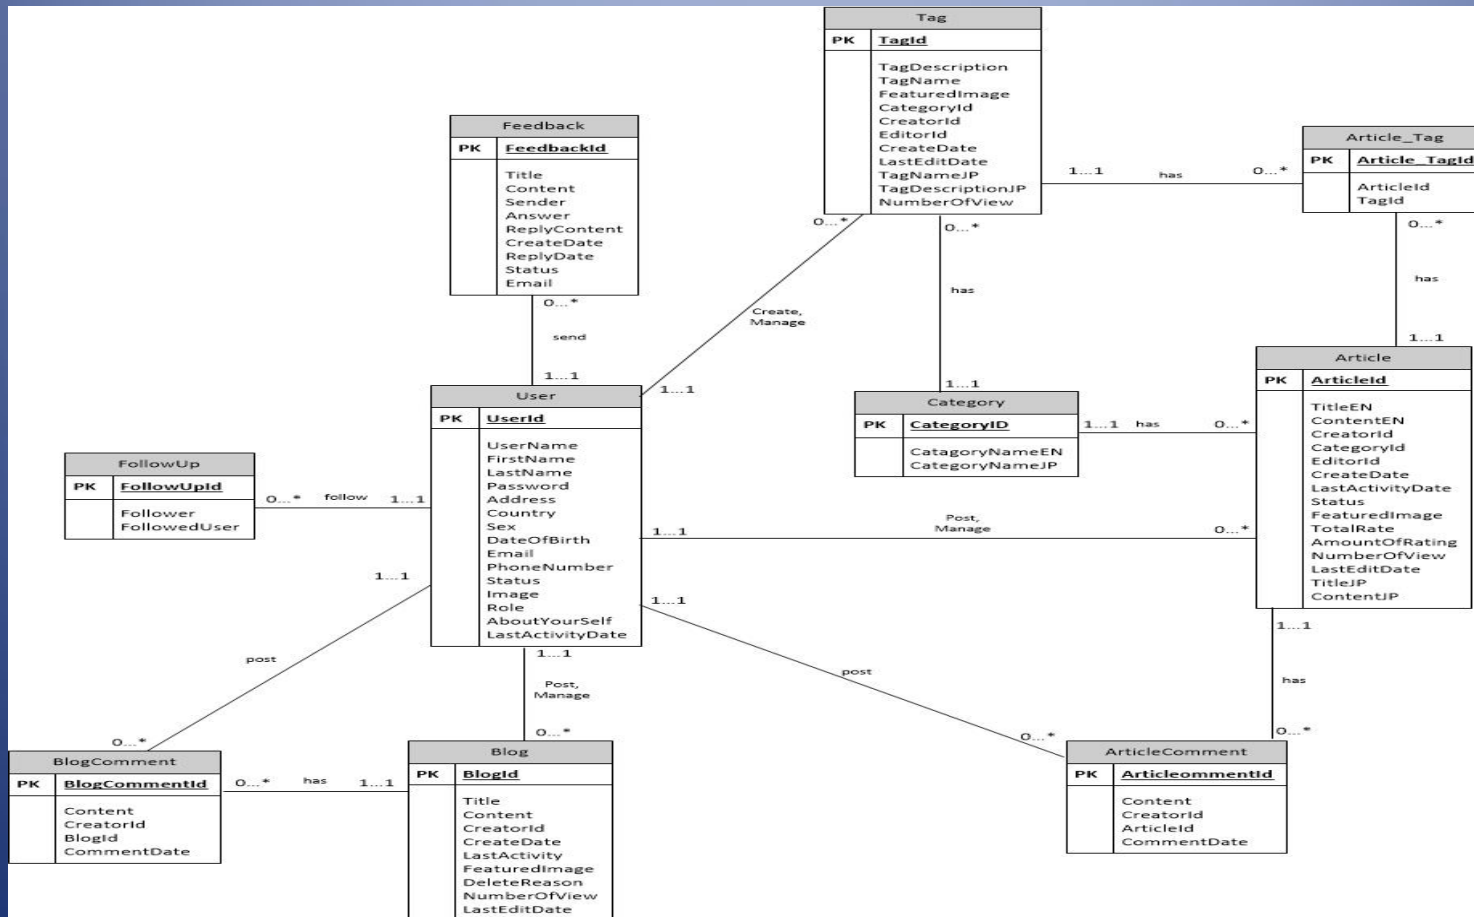 Tag
PK TagId
TagDescription
TagName
FeaturedImage
CategoryId
CreatorId
EditorId
CreateDate
LastEditDate
TagNameJP
TagDescriptionJP
NumberOfView
Feedback
PK FeedbackId
Title
Content
Sender
Answer
ReplyContent
CreateDate
ReplyDate
Status
Email
Article_Tag
PK Article_TagId
ArticleId
TagId
1...1 has 0...*
0...*
0...*
0...*
0...*
has
has
Create,
Manage
send
1...1
1...1
1...1
1...1
User
PK UserId
UserName
FirstName
LastName
Password
Address
Country
Sex
DateOfBirth
Email
PhoneNumber
Status
Image
Role
AboutYourSelf
LastActivityDate
Category
PK CategoryID
CatagoryNameEN
CategoryNameJP
1...1 has 0...*
Article
PK ArticleId
TitleEN
ContentEN
CreatorId
CategoryId
EditorId
CreateDate
LastActivityDate
Status
FeaturedImage
TotalRate
AmountOfRating
NumberOfView
LastEditDate
TitleJP
ContentJP
FollowUp
PK FollowUpId
Follower
FollowedUser
0...* follow 1...1
Post,
Manage
1...1 0...*
1...1
1...1
1...1
1...1
post
Post,
Manage
post
has
0...*
0...*
0...*
0...*
BlogComment
PK BlogCommentId
Content
CreatorId
BlogId
CommentDate
0...* has 1...1
Blog
PK BlogId
Title
Content
CreatorId
CreateDate
LastActivity
FeaturedImage
DeleteReason
NumberOfView
LastEditDate
ArticleComment
PK ArticleommentId
Content
CreatorId
ArticleId
CommentDate